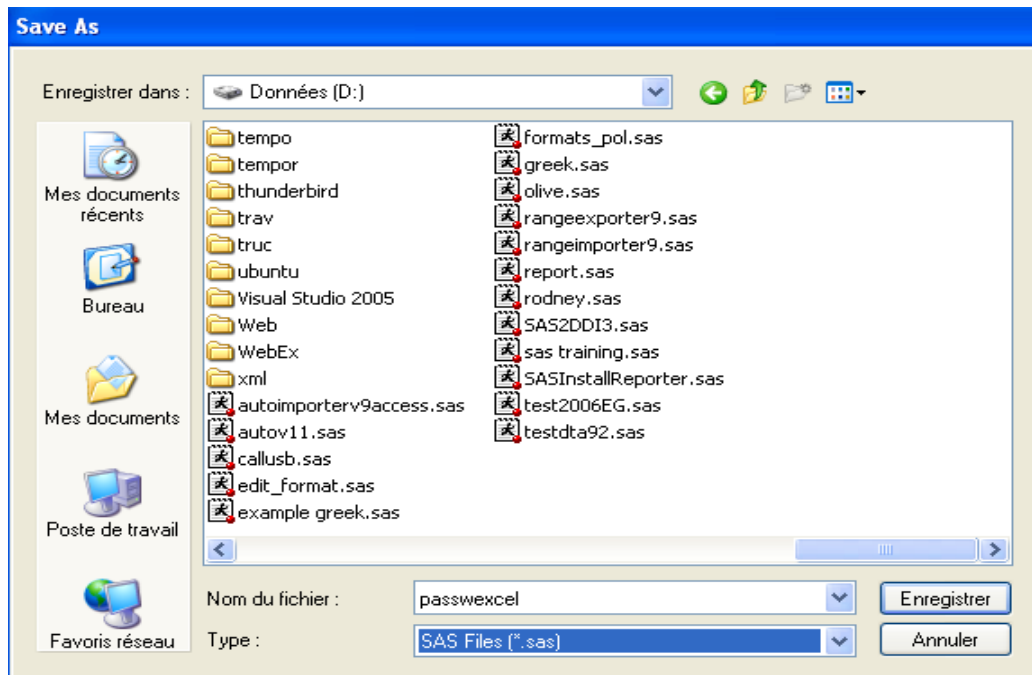 Save As
Enregistrer dans :
Données (D:)
Mes documents
récents
Bureau
Mes documents
Poste de travail
Favoris réseau
tempo
tempor
thunderbird
trav
truc
ubuntu
Visual Studio 2005
Web
WebEx
xml
autoimporterv9access.sas
autov11.sas
callusb.sas
edit_format.sas
example greek.sas
formats_pol.sas
greek.sas
olive.sas
rangeexporter9.sas
rangeimporter9.sas
report.sas
rodney.sas
SAS2DDI3.sas
sas training.sas
SASInstallReporter.sas
test2006EG.sas
testdta92.sas
Nom du fichier :
passwexcel
Enregistrer
Type :
SAS Files (*.sas)
Annuler